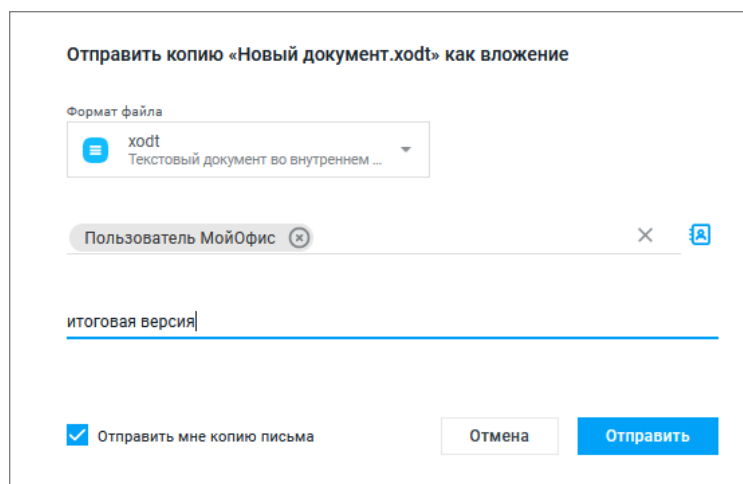 Отправить копию «Новый документ.xodt» как вложение
Формат файла
xodt
Текстовый документ во внутреннем ...
Пользователь МойОфис
итоговая версия
Отправить мне копию письма
Отмена
Отправить